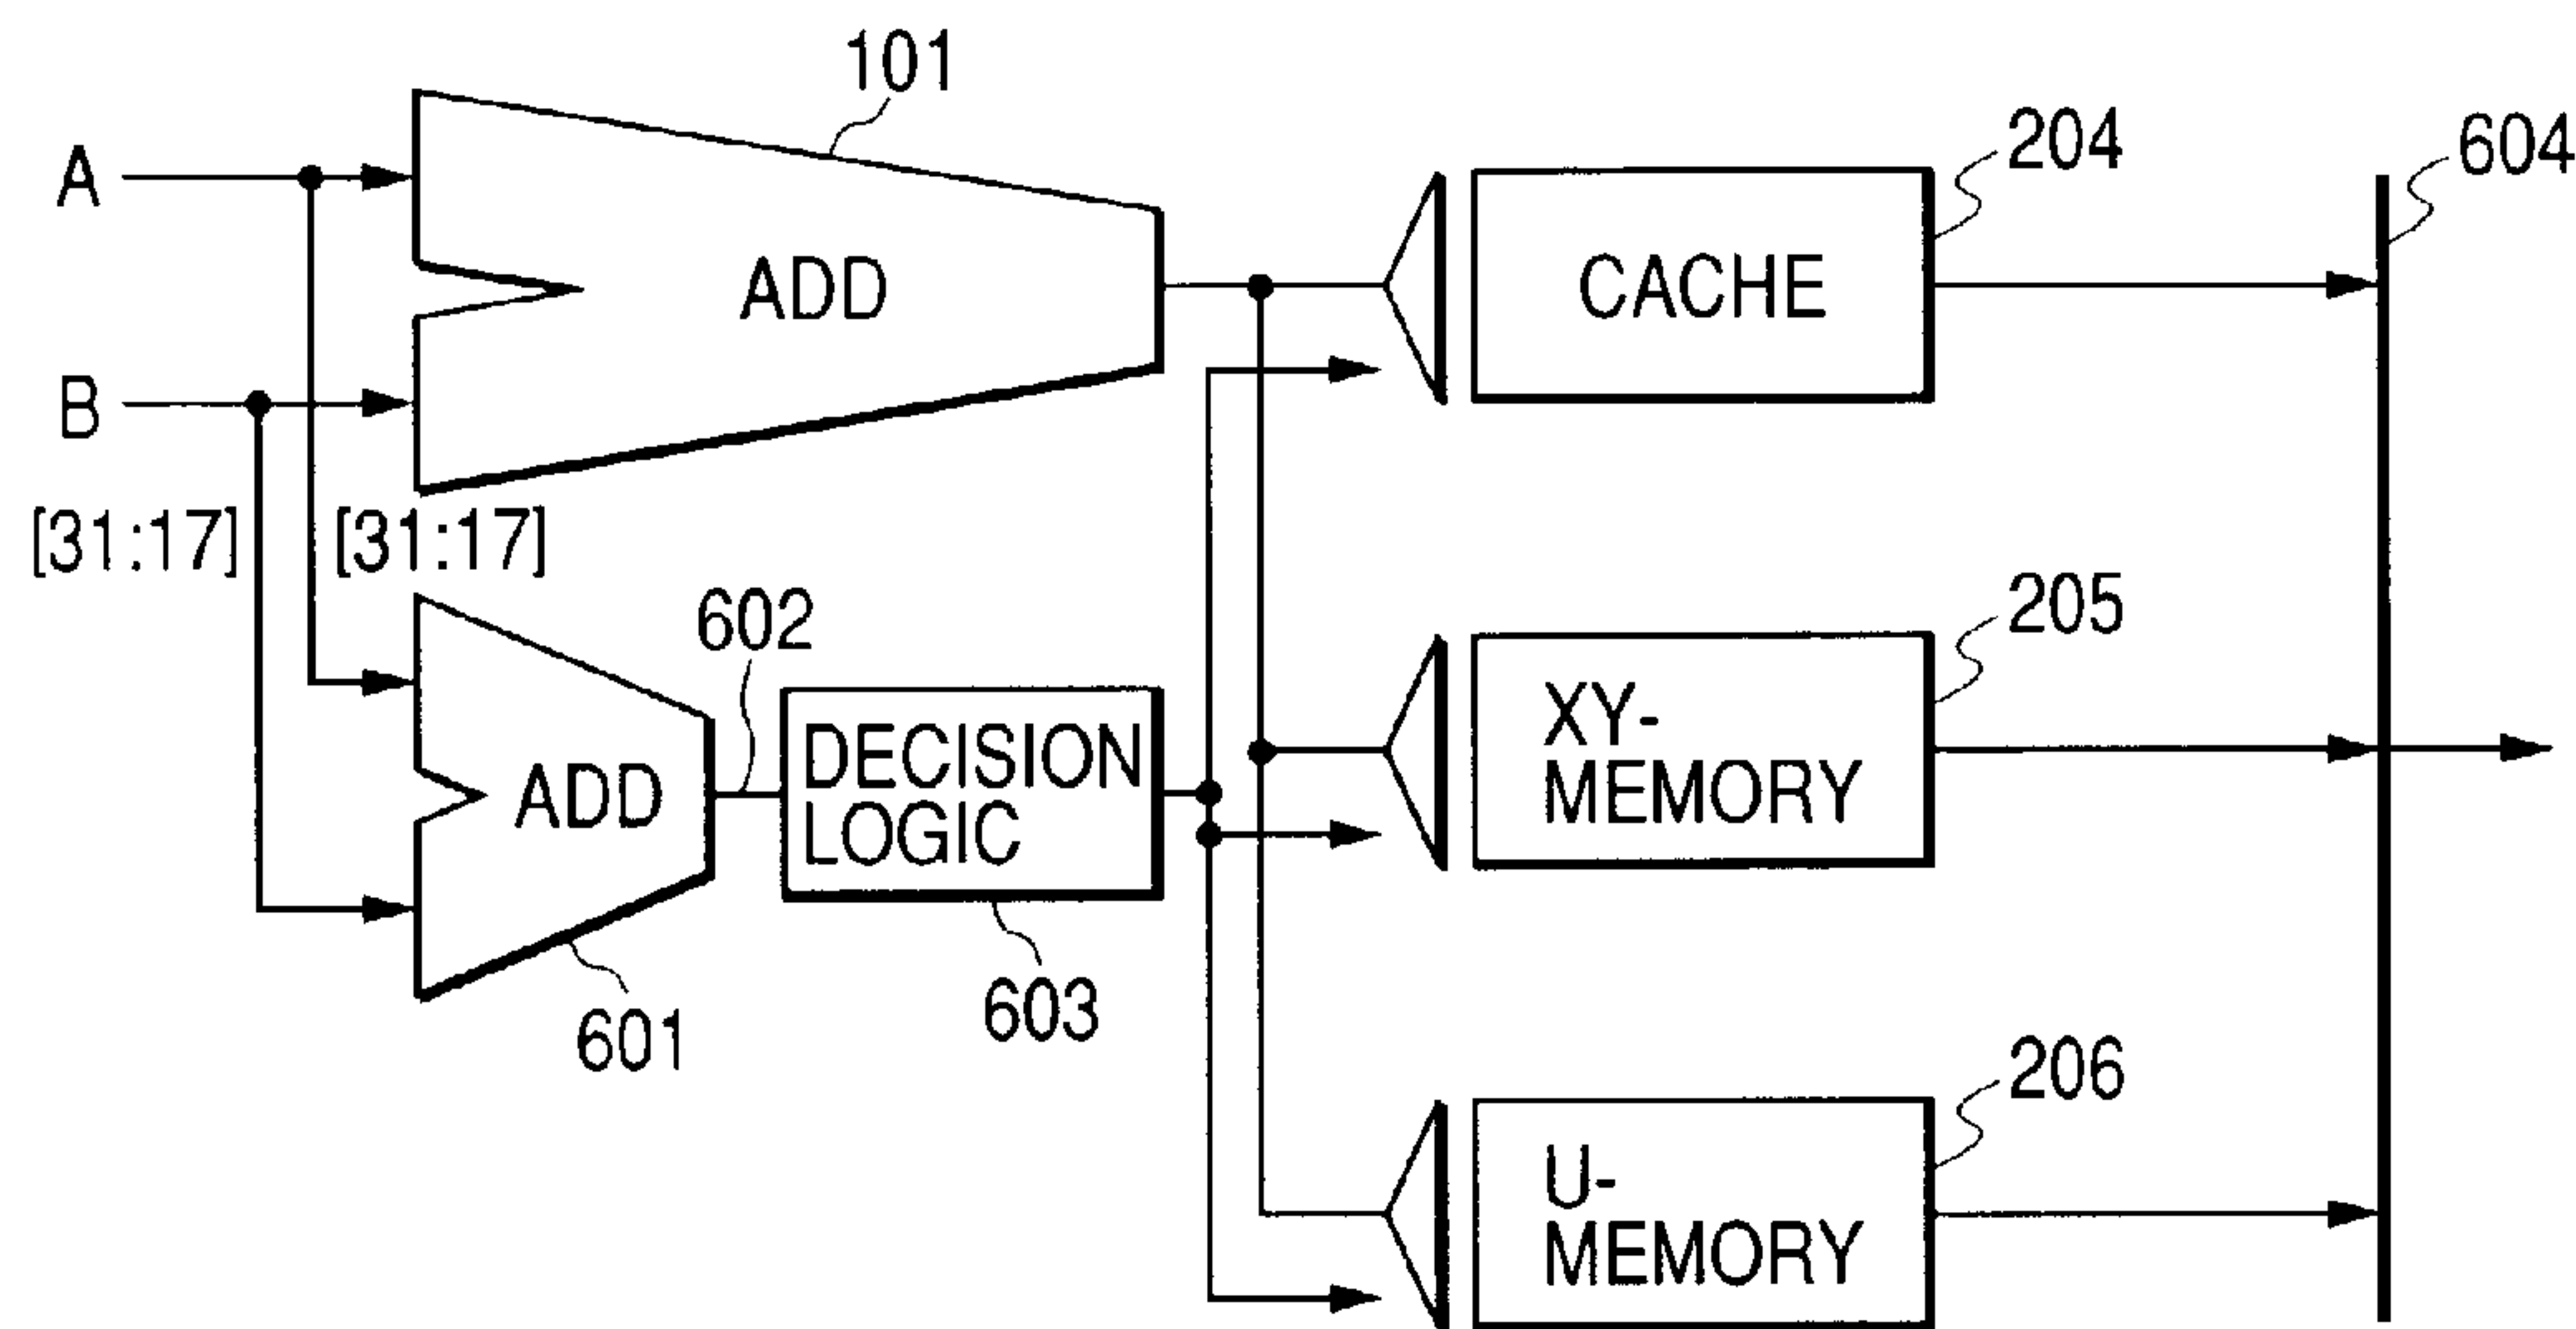 101
204
604
A
ADD
CACHE
B
[31:17]
[31:17]
602
205
ADD
DECISION
LOGIC
XY-
MEMORY
603
601
206
U-
MEMORY